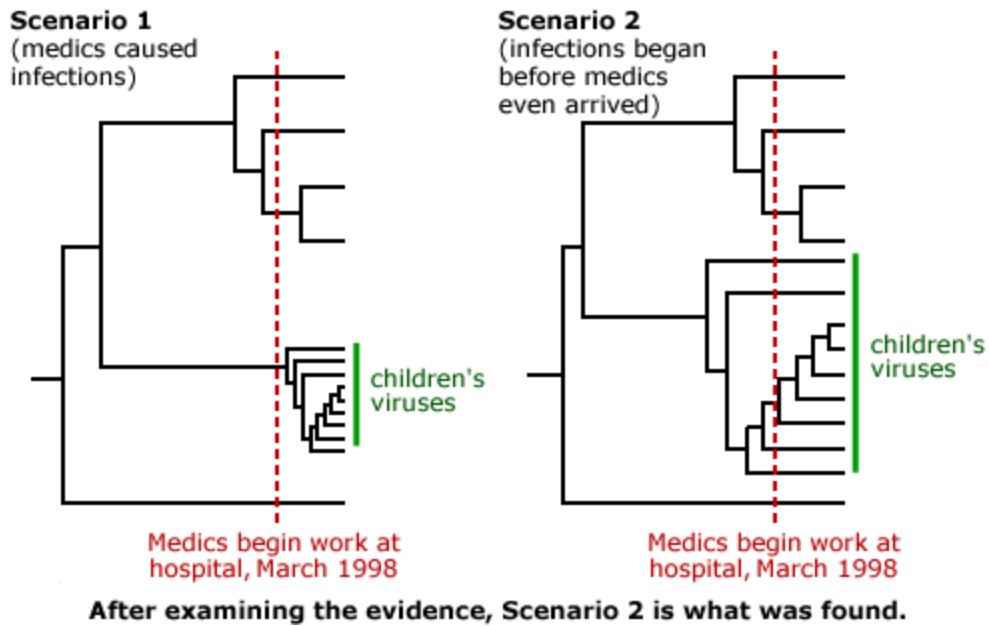 Scenario 1
(medics caused
infections)
Scenario 2
(infections began
before medics
even arrived)
children's
viruses
children's
viruses
Medics begin work at
hospital, March 1998
Medics begin work at
hospital, March 1998
After examining the evidence, Scenario 2 is what was found.